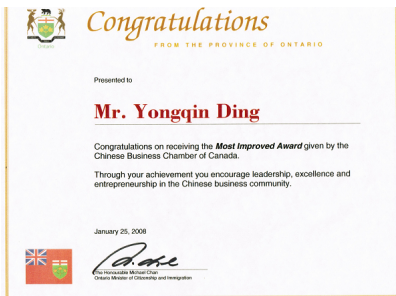 Congratulations
FROM THE PROVINCE OF ONTARIO
Ontario
Presented to
Mr. Yongqin Ding
Congratulations on receiving the Most Improved Award given by the
Chinese Business Chamber of Canada.
Through your achievement you encourage leadership, excellence and
entrepreneurship in the Chinese business community.
January 25, 2008
The Honourable Michael Chan
Ontario Minister of Citizenship and Immigration